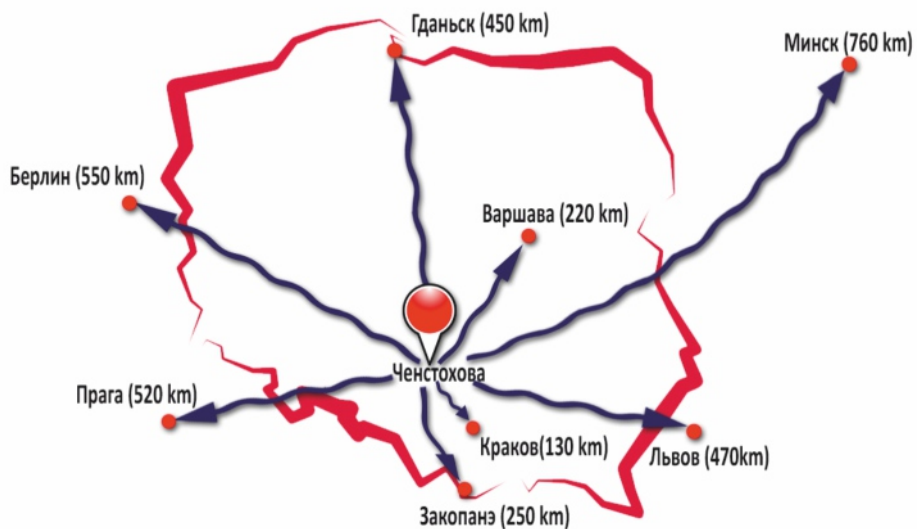 Гданьск (450 km)
Минск (760 km)
Берлин (550 km)
Варшава (220 km)
Ченстохова
Прага (520 km)
Краков(130 km)
Львов (470km)
Закопанэ (250 km)